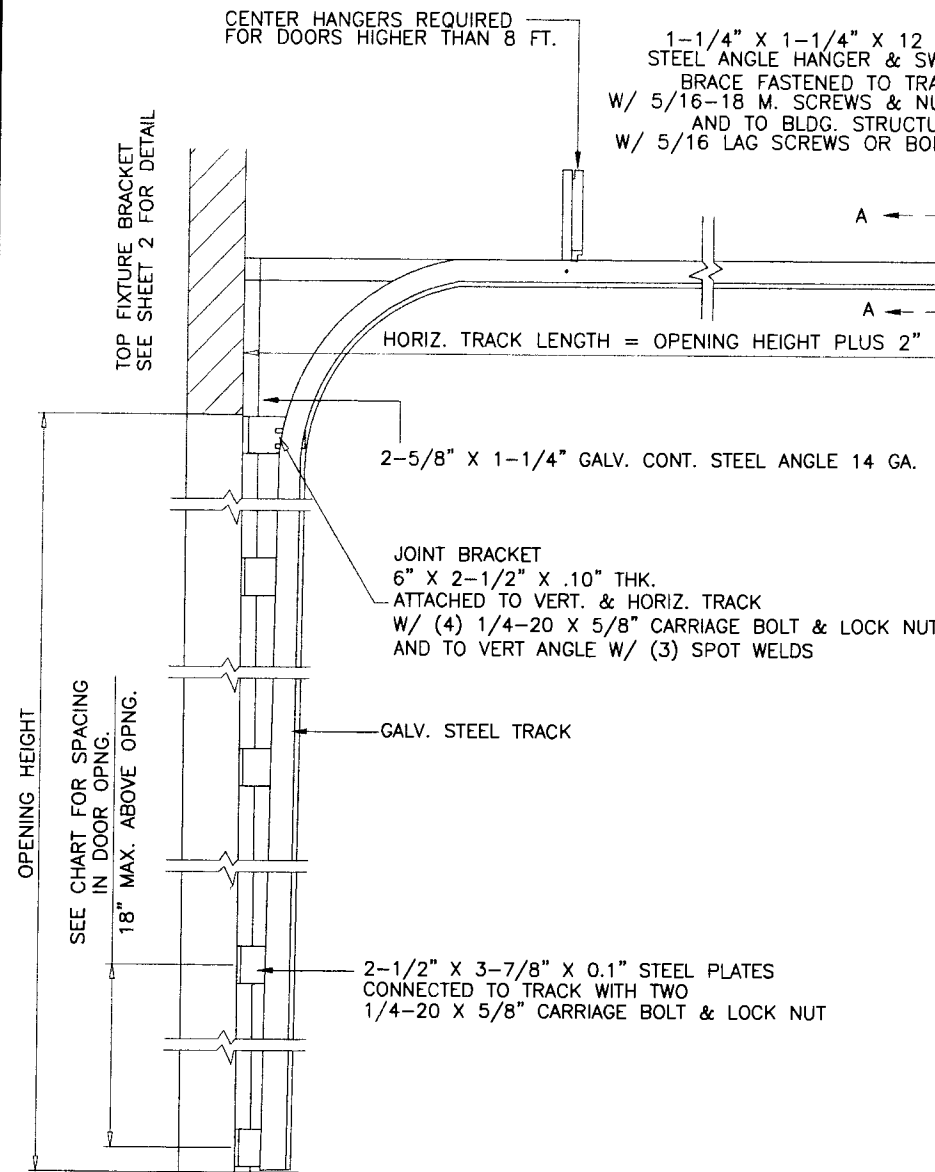 CENTER HANGERS REQUIRED
FOR DOORS HIGHER THAN 8 FT.
1-1/4" X 1-1/4" X 12
STEEL ANGLE HANGER &
BRACE FASTENED TO
W/ 5/16-18 M. SCREWS &
AND TO BLDG.
W/ 5/16 LAG SCREWS OR
TOP FIXTURE BRACKET
SEE SHEET 2 FOR DETAIL
A
A
HORIZ. TRACK LENGTH = OPENING HEIGHT PLUS 2"
2-5/8" X 1-1/4" GALV. CONT. STEEL ANGLE 14 GA.
JOINT BRACKET
6" X 2-1/2" X .10" THK.
ATTACHED TO VERT. & HORIZ. TRACK
W/ (4) 1/4-20 X 5/8" CARRIAGE BOLT & LOCK NUT
AND TO VERT ANGLE W/ (3) SPOT WELDS
GALV. STEEL TRACK
OPENING HEIGHT
SEE CHART FOR SPACING
IN DOOR OPNG.
18" MAX. ABOVE OPNG.
2-1/2" X 3-7/8" X 0.1" STEEL PLATES
CONNECTED TO TRACK WITH TWO
1/4-20 X 5/8" CARRIAGE BOLT & LOCK NUT